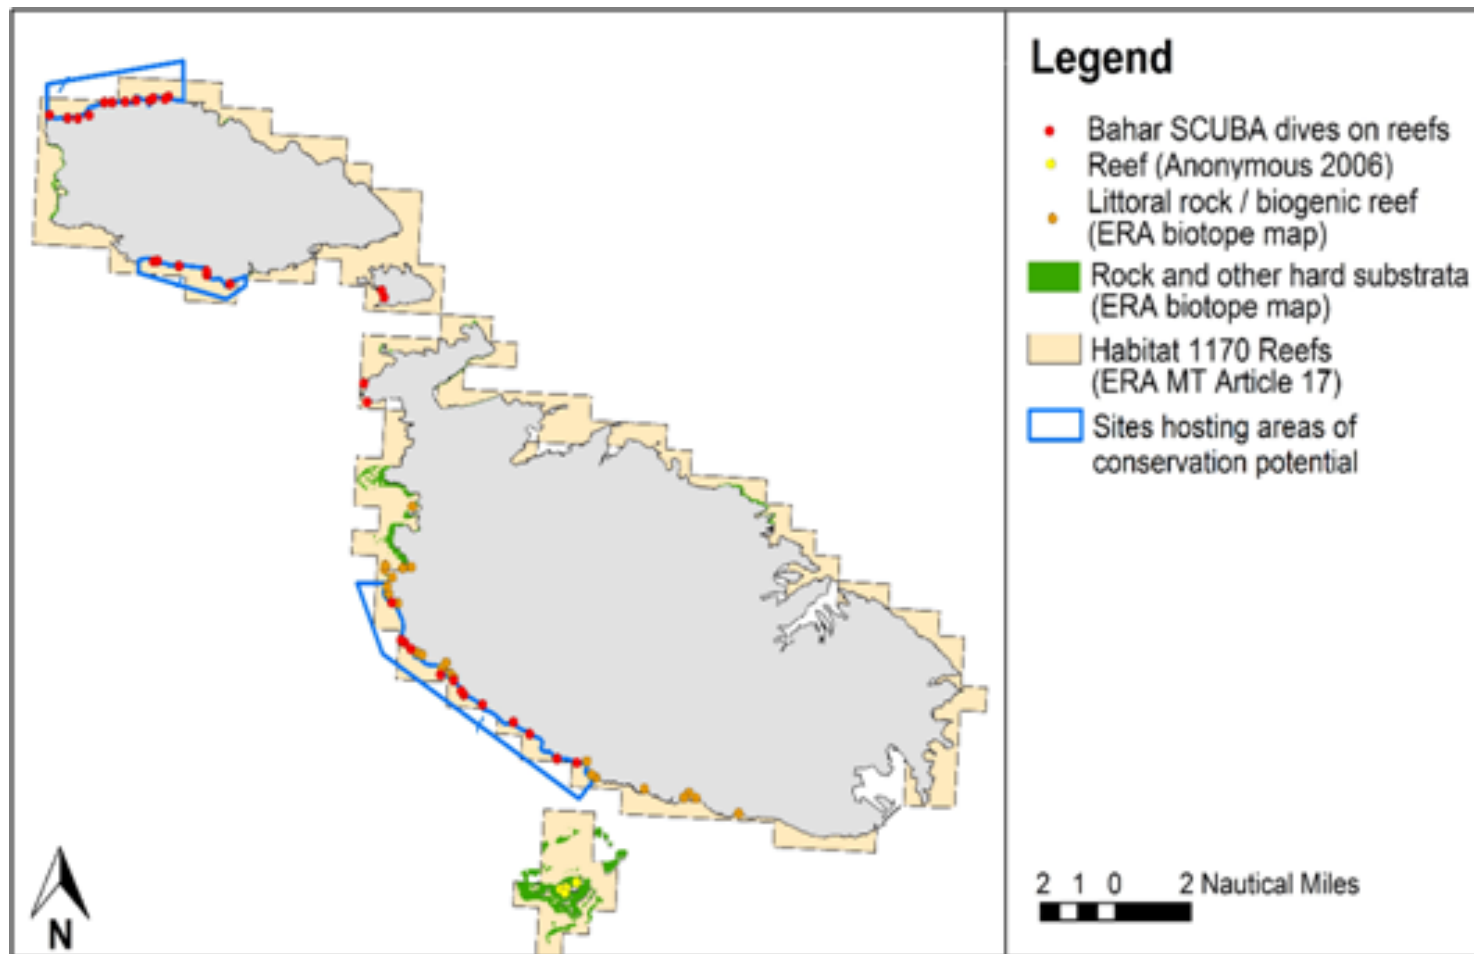 Legend
Bahar SCUBA dives on reefs
Reef (Anonymous 2006)
Littoral rock / biogenic reef
(ERA biotope map)
Rock and other hard substrata
(ERA biotope map)
Habitat 1170 Reefs
(ERA MT Article 17)
Sites hosting areas of
conservation potential
2 1 0 2 Nautical Miles
N